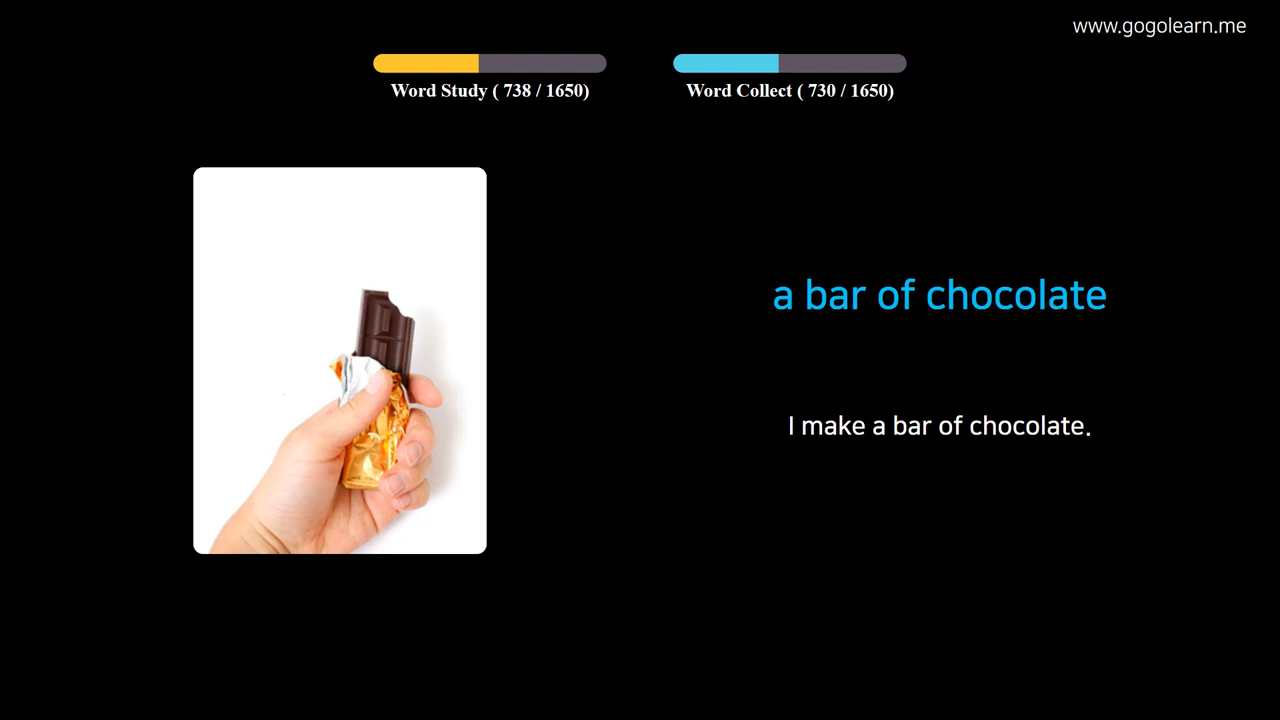 www.gogolearn.me
Word Study ( 738 / 1650)
Word Collect ( 730 / 1650)
a bar of chocolate
I make a bar of chocolate.